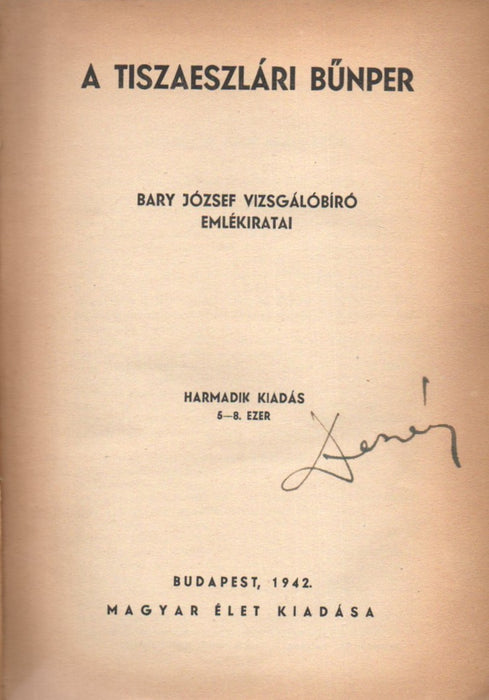 A TISZAESZLÁRI BŰNPER
BARY JÓZSEF VIZSGÁLÓBÍRÓ
EMLÉKIRATAI
HARMADIK KIADÁS
5—8. EZER
BUDAPEST, 1942.
MAGYAR ÉLET KIADÁSA